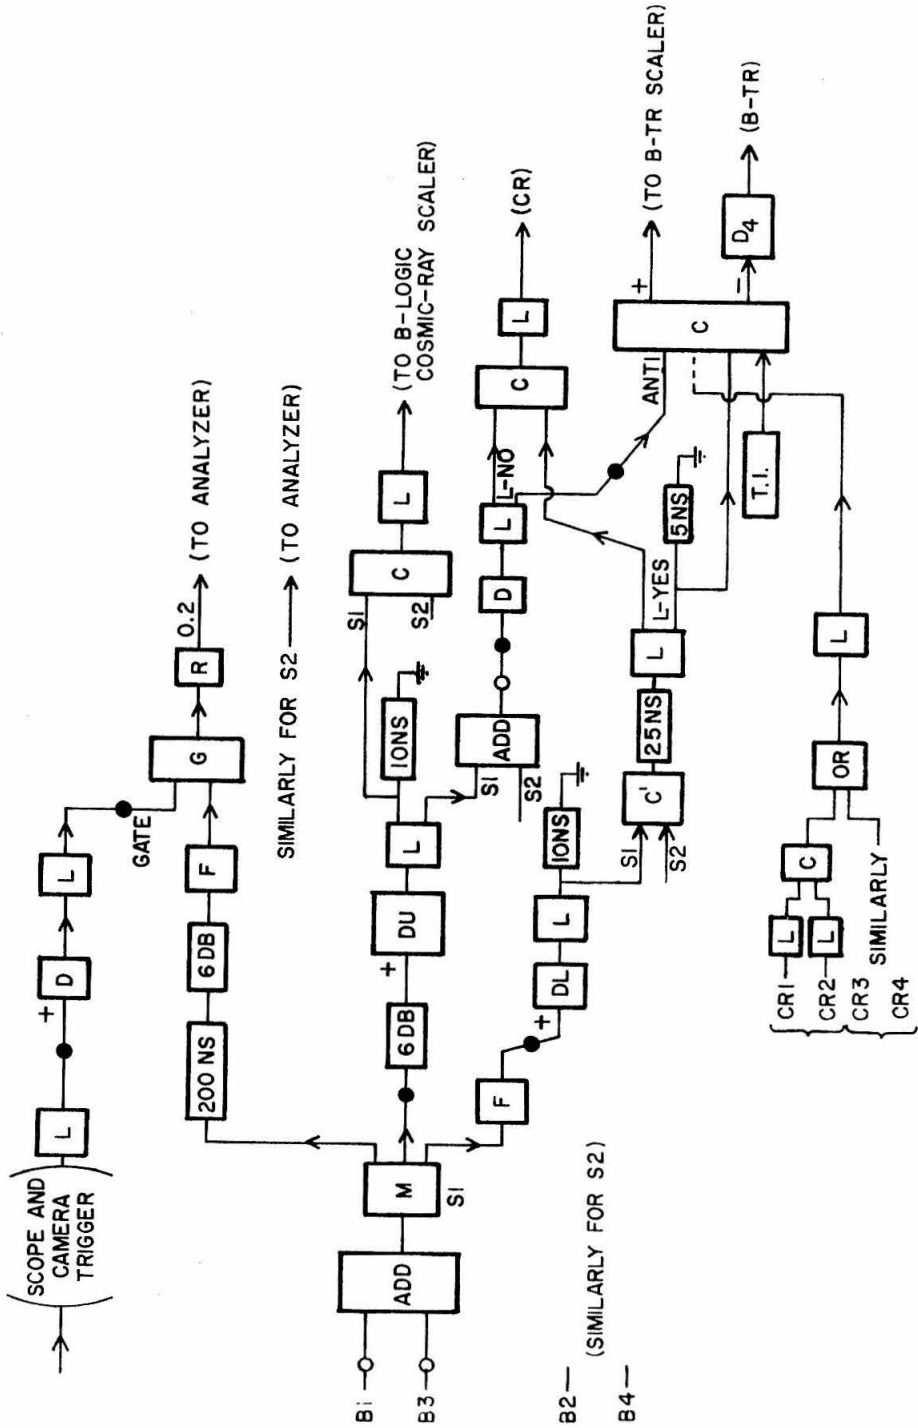 (SCOPE AND CAMERA TRIGGER)
L
+
D
L
GATE
200 NS
6 DB
F
G
R
0.2
(TO ANALYZER)
SIMILARLY FOR S2
(TO ANALYZER)
B1
B3
ADD
M
S1
6 DB
+
DU
L
10NS
S1
S2
C
L
(TO B-LOGIC
COSMIC-RAY SCALER)
S1
S2
ADD
D
L
L-NO
C
L
(CR)
B2
B4
(SIMILARLY FOR S2)
F
+
DL
L
10NS
S1
S2
C'
25NS
L
L-YES
5NS
ANTI
T.I.
C
+
(TO B-TR SCALER)
−
D4
(B-TR)
CR1
CR2
CR3
CR4
L
L
C
SIMILARLY
OR
L